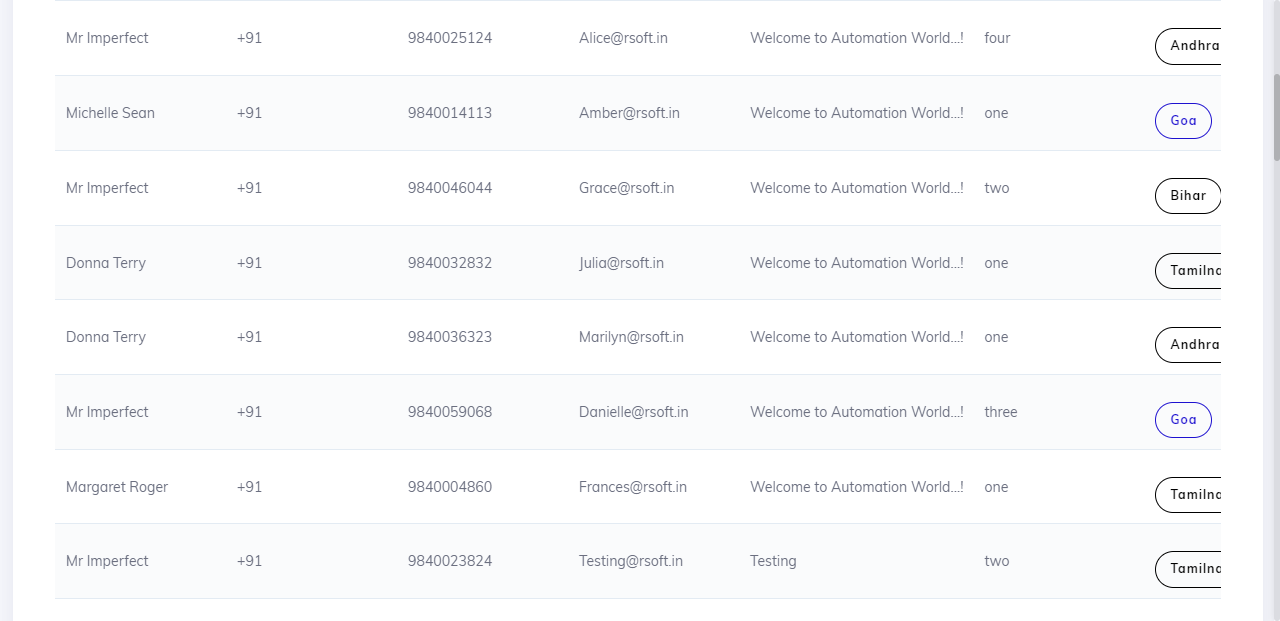 Mr Imperfect +91 9840025124 Alice@rsoft.in Welcome to Automation World...! four Andhra
Michelle Sean +91 9840014113 Amber@rsoft.in Welcome to Automation World...! one Goa
Mr Imperfect +91 9840046044 Grace@rsoft.in Welcome to Automation World...! two Bihar
Donna Terry +91 9840032832 Julia@rsoft.in Welcome to Automation World...! one Tamilna
Donna Terry +91 9840036323 Marilyn@rsoft.in Welcome to Automation World...! one Andhra
Mr Imperfect +91 9840059068 Danielle@rsoft.in Welcome to Automation World...! three Goa
Margaret Roger +91 9840004860 Frances@rsoft.in Welcome to Automation World...! one Tamilna
Mr Imperfect +91 9840023824 Testing@rsoft.in Testing two Tamilna